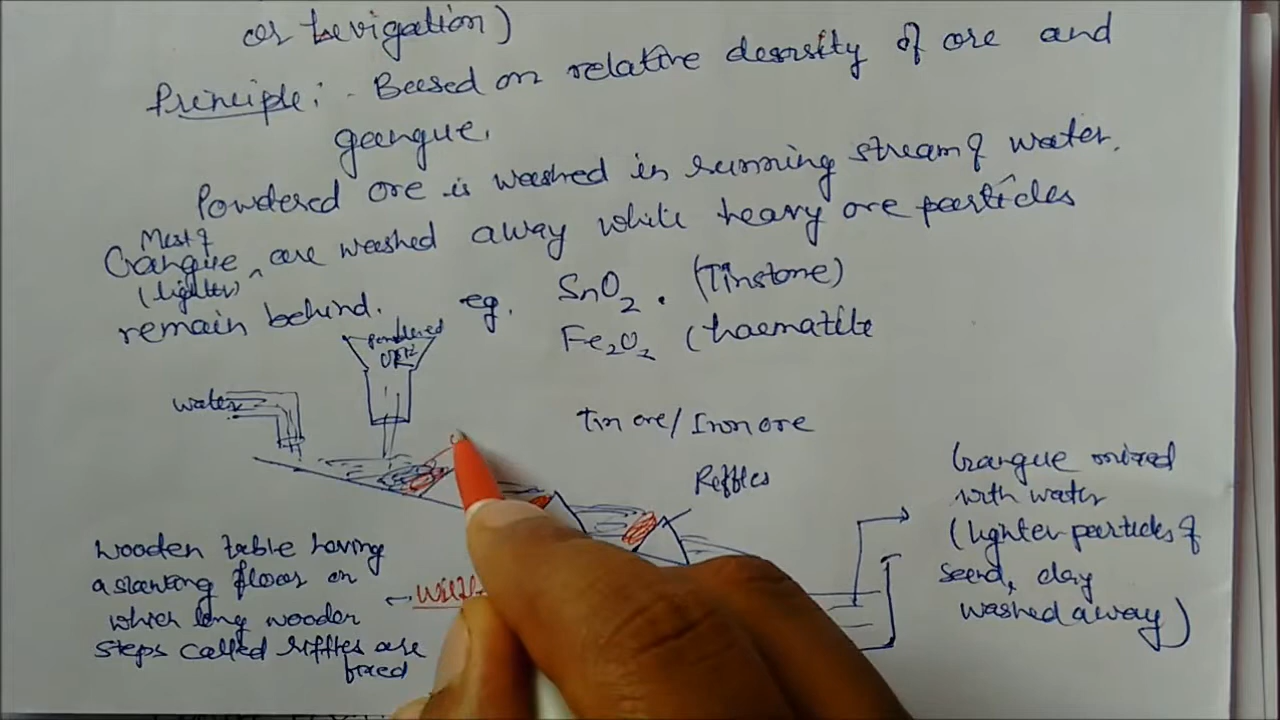 or Levigation)
Principle: - Based on relative density of ore and
gangue.
Powdered ore is washed in running stream of water.
Most of
Gangue ^ are washed away while heavy ore particles
(lighter)
remain behind. eg. SnO2. (Tinstone)
Fe2O2 (haematite
powdered
ORE
water
Tin ore/ Iron ore
Riffles
Gangue mixed
with water
(lighter particles of
sand, clay
washed away)
Wooden table having
a slanting floor on
which long wooden
steps called riffles are
fixed